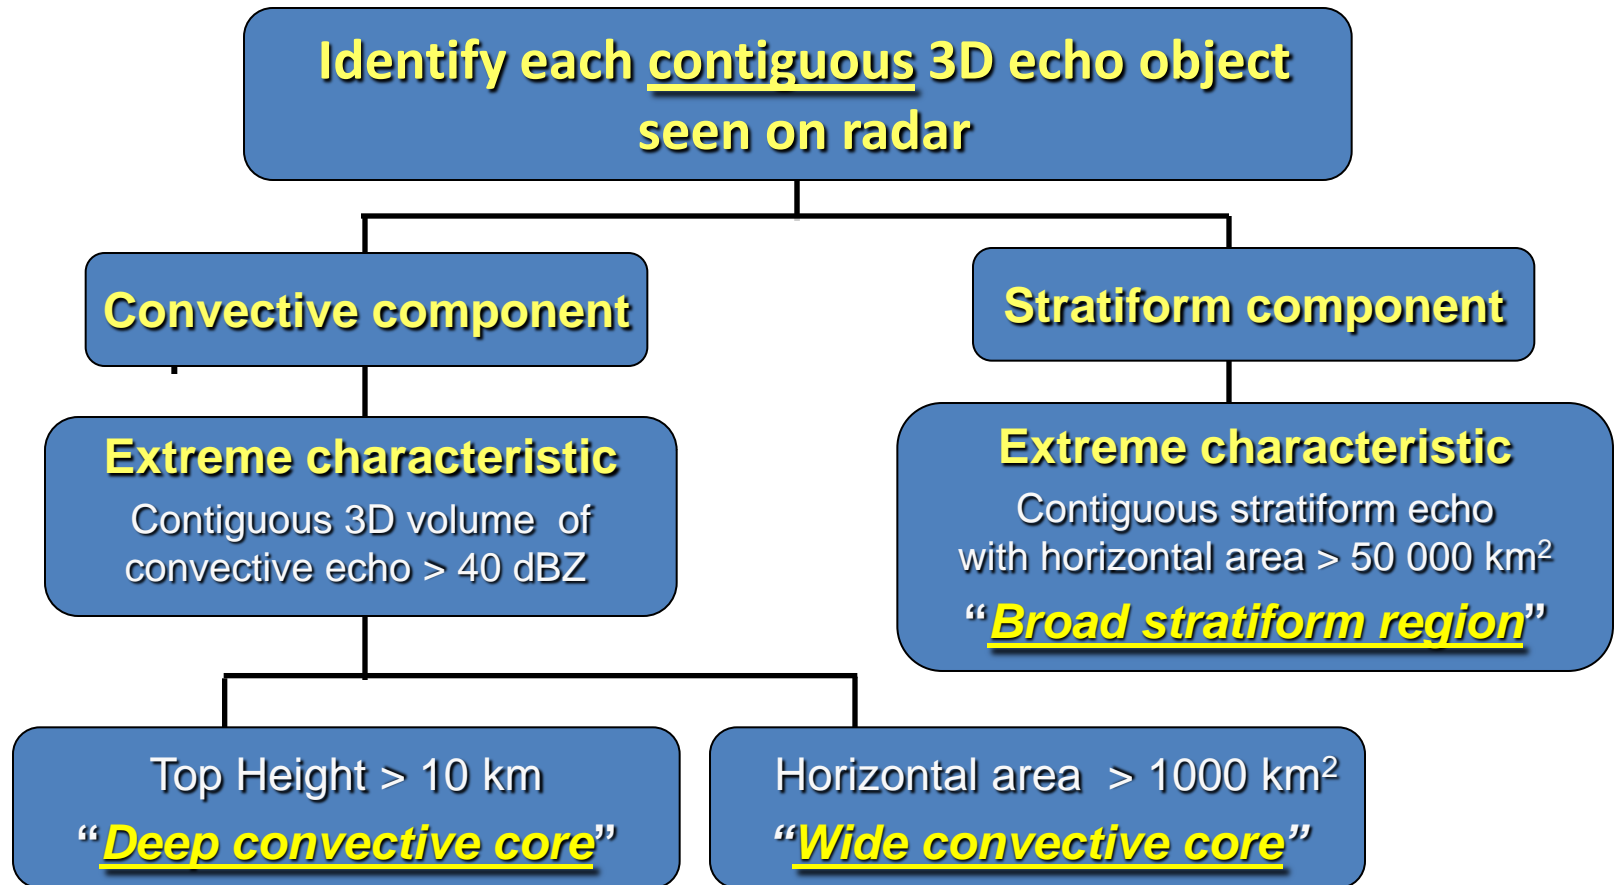 Identify each contiguous 3D echo object
seen on radar
Convective component
Stratiform component
Extreme characteristic
Contiguous 3D volume of
convective echo > 40 dBZ
Extreme characteristic
Contiguous stratiform echo
with horizontal area > 50 000 km²
“Broad stratiform region”
Top Height > 10 km
“Deep convective core”
Horizontal area > 1000 km²
“Wide convective core”